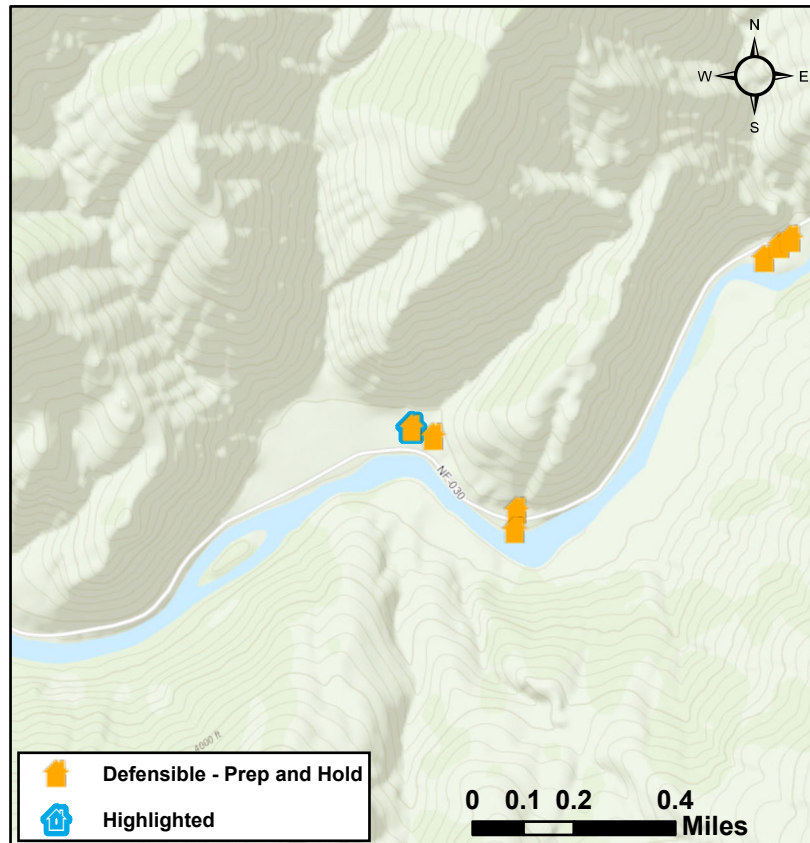 N
W E
S
NF-030
4000 ft
Defensible - Prep and Hold
Highlighted
0 0.1 0.2 0.4
Miles